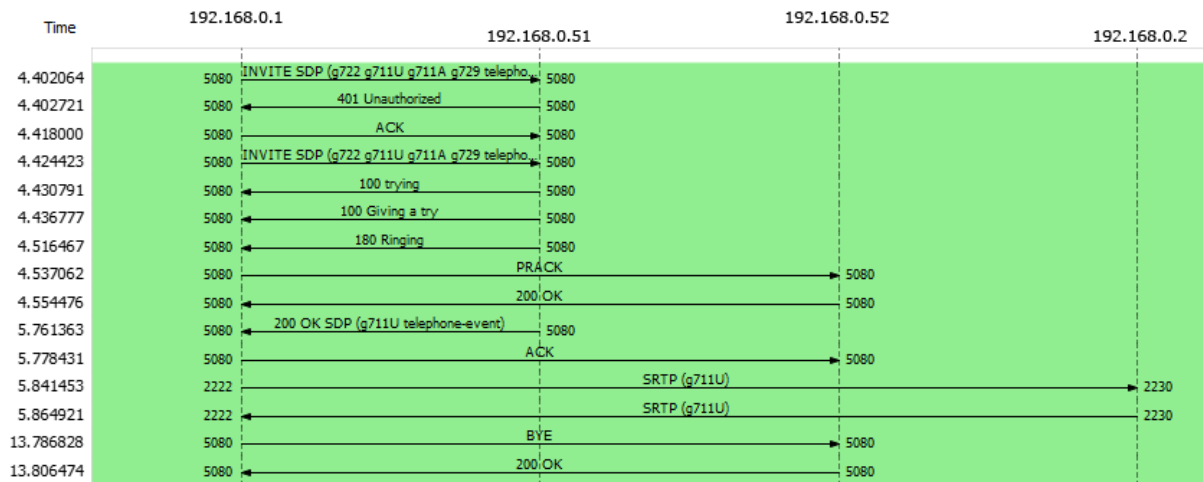 Time 192.168.0.1 192.168.0.51 192.168.0.52 192.168.0.2
4.402064 5080 INVITE SDP (g722 g711U g711A g729 telepho... 5080
4.402721 5080 401 Unauthorized 5080
4.418000 5080 ACK 5080
4.424423 5080 INVITE SDP (g722 g711U g711A g729 telepho... 5080
4.430791 5080 100 trying 5080
4.436777 5080 100 Giving a try 5080
4.516467 5080 180 Ringing 5080
4.537062 5080 PRACK 5080
4.554476 5080 200 OK 5080
5.761363 5080 200 OK SDP (g711U telephone-event) 5080
5.778431 5080 ACK 5080
5.841453 2222 SRTP (g711U) 2230
5.864921 2222 SRTP (g711U) 2230
13.786828 5080 BYE 5080
13.806474 5080 200 OK 5080